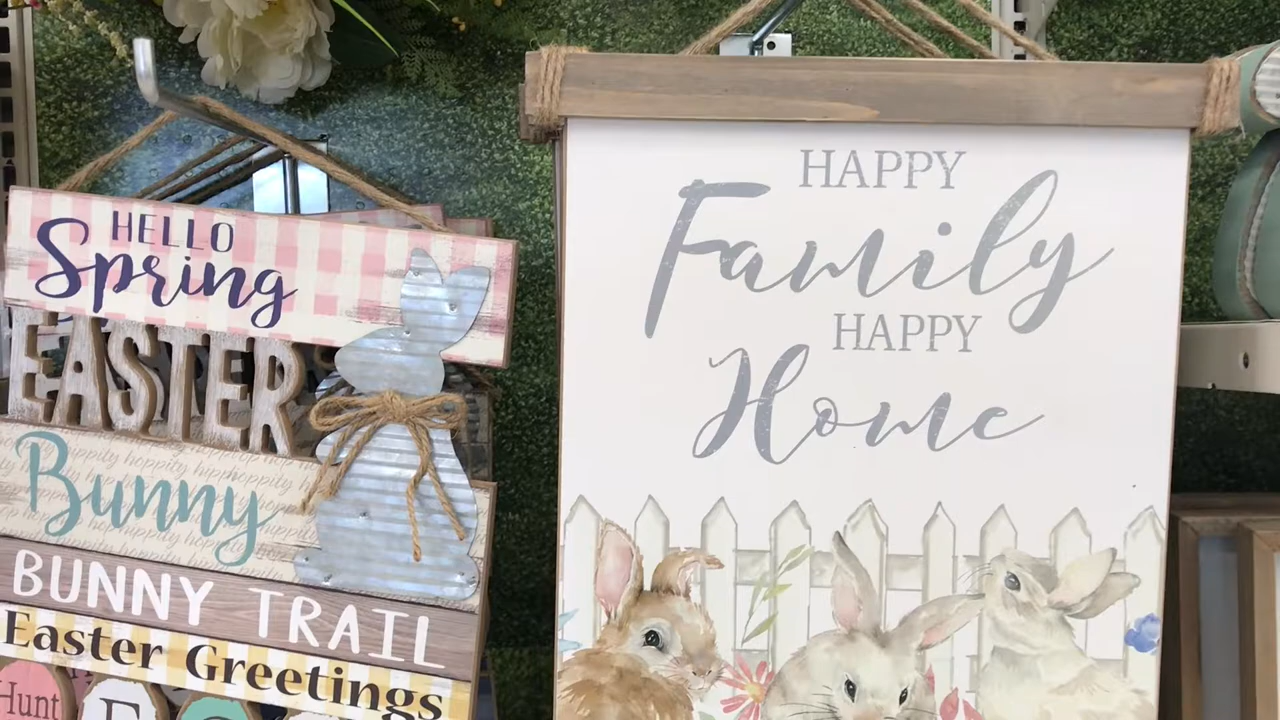 HELLO
Spring
EASTER
Bunny
BUNNY TRAIL
Easter Greetings
Hunt
HAPPY
Family
HAPPY
Home